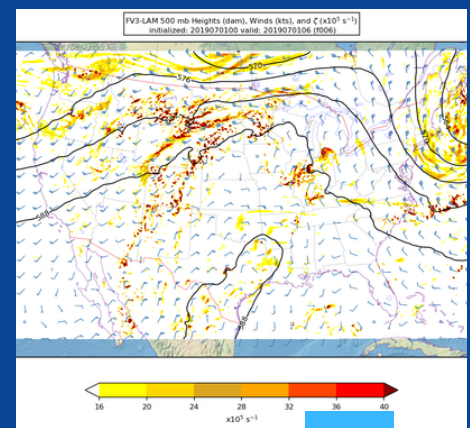 FV3-LAM 500 mb Heights (dam), Winds (kts), and ζ (x10⁵ s⁻¹)
initialized: 2019070100 valid: 2019070106 (f006)
570
576
588
588
16 20 24 28 32 36 40
x10⁵ s⁻¹